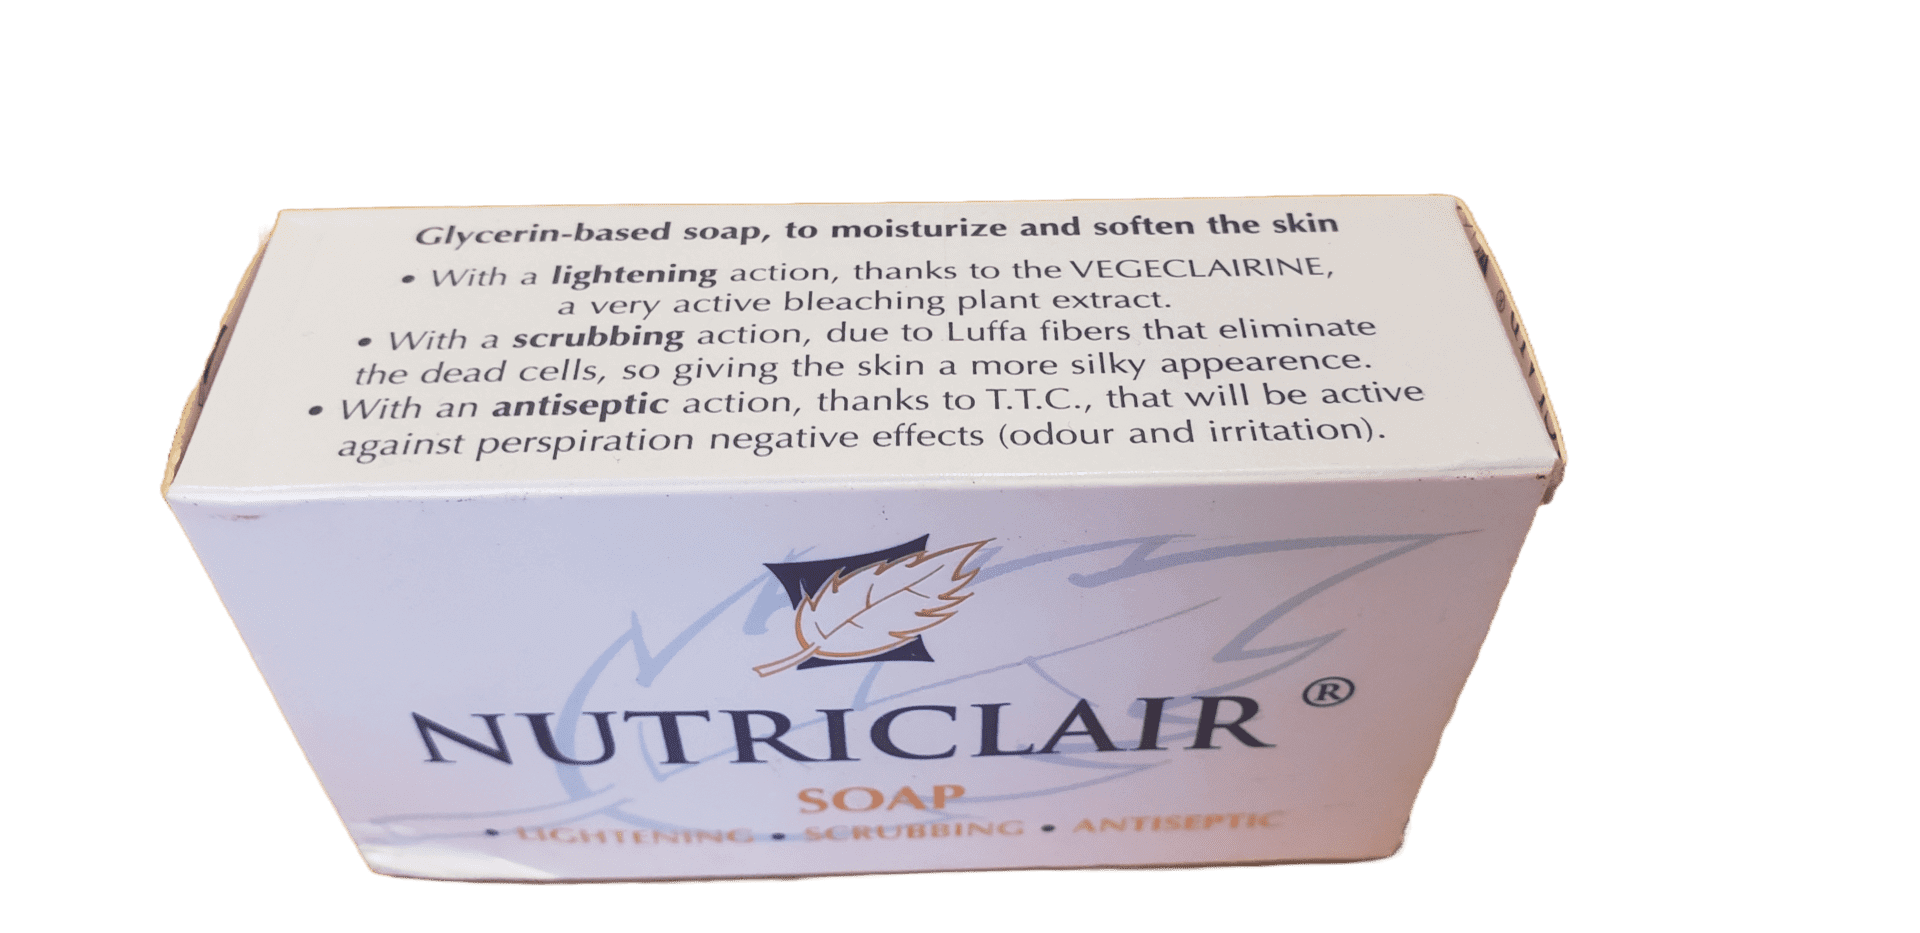 Glycerin-based soap, to moisturize and soften the skin
• With a lightening action, thanks to the VEGECLAIRINE,
a very active bleaching plant extract.
• With a scrubbing action, due to Luffa fibers that eliminate
the dead cells, so giving the skin a more silky appearence.
• With an antiseptic action, thanks to T.T.C., that will be active
against perspiration negative effects (odour and irritation).
NUTRICLAIR ®
SOAP
• LIGHTENING • SCRUBBING • ANTISEPTIC